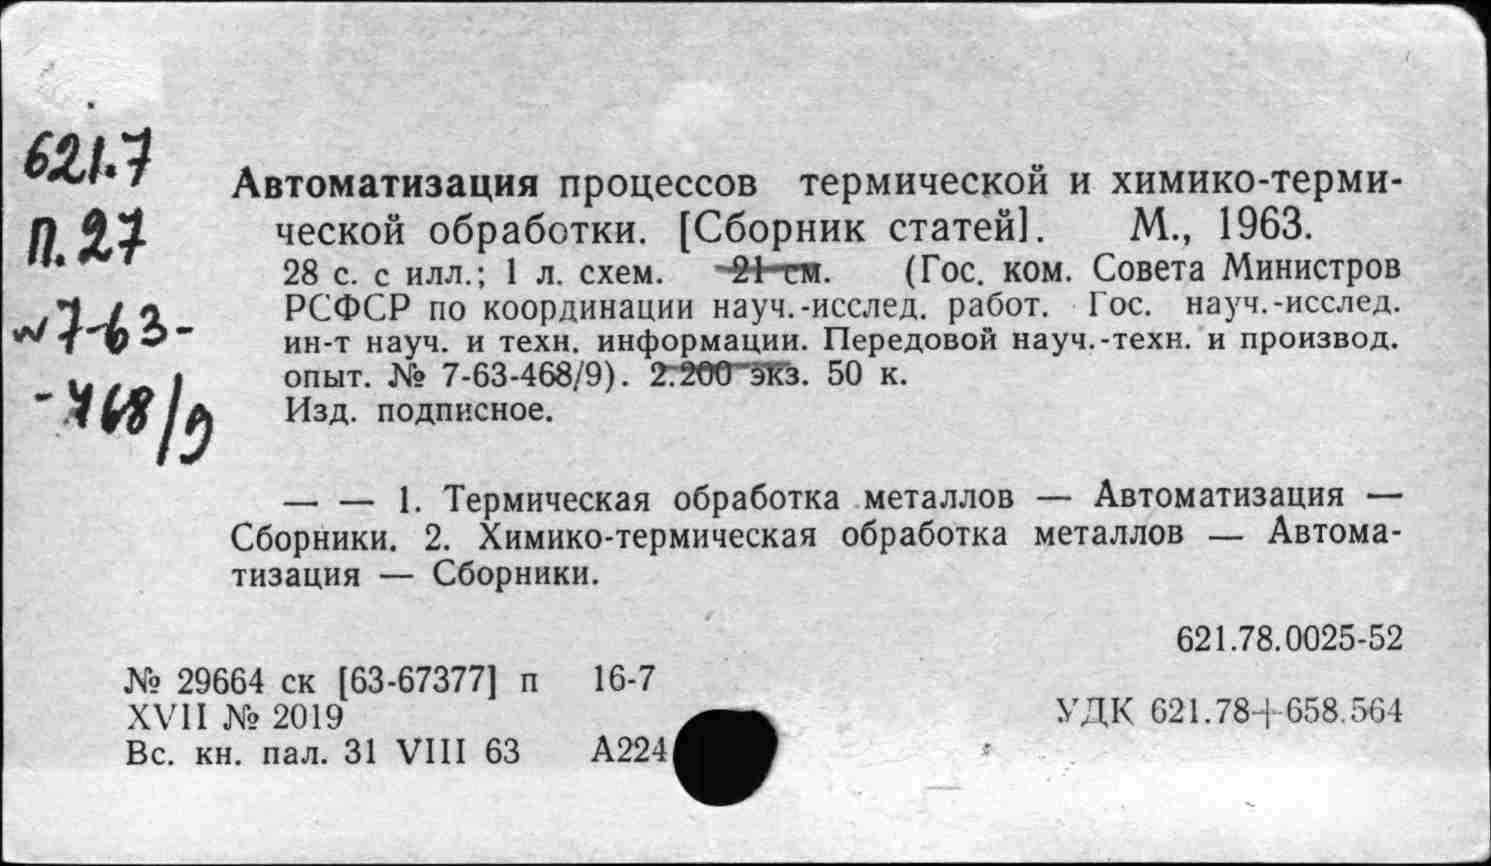 621.7
П.27
№7-63-
-468/9
Автоматизация процессов термической и химико-терми-
ческой обработки. [Сборник статей]. М., 1963.
28 с. с илл.; 1 л. схем. 21 см. (Гос. ком. Совета Министров
РСФСР по координации науч.-исслед. работ. Гос. науч.-исслед.
ин-т науч. и техн. информации. Передовой науч.-техн. и производ.
опыт. № 7-63-468/9). 2.200 экз. 50 к.
Изд. подписное.
— — 1. Термическая обработка металлов — Автоматизация —
Сборники. 2. Химико-термическая обработка металлов — Автома-
тизация — Сборники.
621.78.0025-52
№ 29664 ск [63-67377] п 16-7
XVII № 2019
УДК 621.78+658.564
Вс. кн. пал. 31 VIII 63 А224